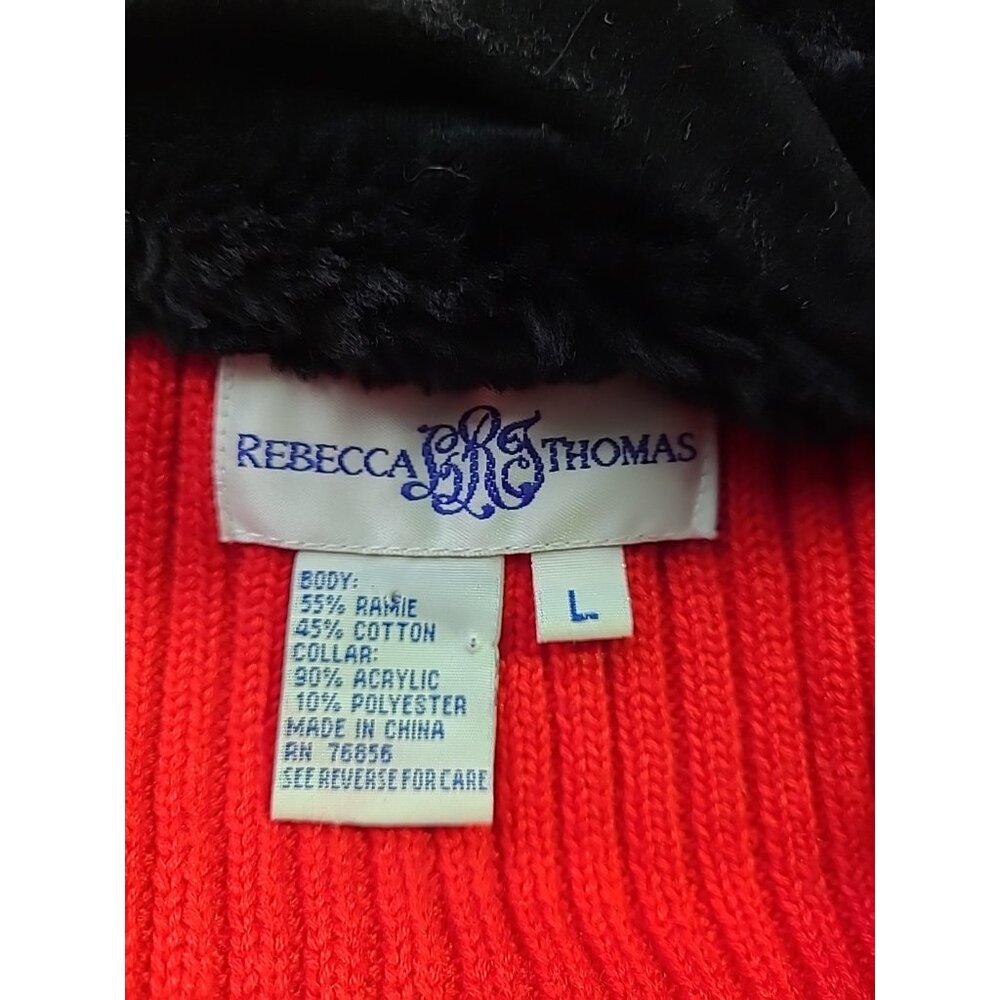 REBECCA THOMAS
L
BODY:
55% RAMIE
45% COTTON
COLLAR:
90% ACRYLIC
10% POLYESTER
MADE IN CHINA
RN 76856
SEE REVERSE FOR CARE